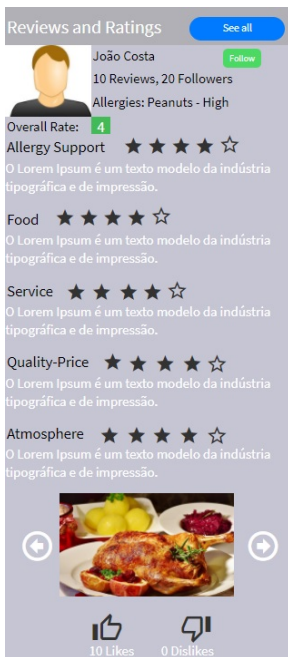 Reviews and Ratings
See all
João Costa
Follow
10 Reviews, 20 Followers
Allergies: Peanuts - High
Overall Rate: 4
Allergy Support
O Lorem Ipsum é um texto modelo da indústria
tipográfica e de impressão.
Food
O Lorem Ipsum é um texto modelo da indústria
tipográfica e de impressão.
Service
O Lorem Ipsum é um texto modelo da indústria
tipográfica e de impressão.
Quality-Price
O Lorem Ipsum é um texto modelo da indústria
tipográfica e de impressão.
Atmosphere
O Lorem Ipsum é um texto modelo da indústria
tipográfica e de impressão.
10 Likes
0 Dislikes